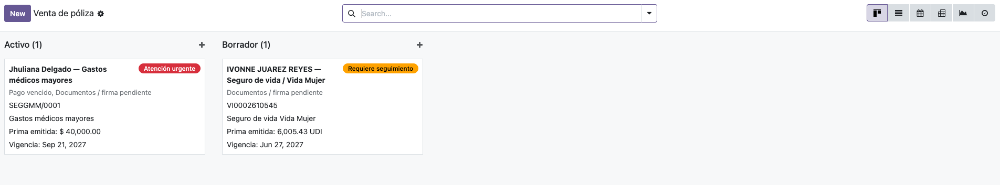 New
Venta de póliza
Search...
Activo (1)
Jhuliana Delgado — Gastos
médicos mayores
Atención urgente
Pago vencido, Documentos / firma pendiente
SEGGMM/0001
Gastos médicos mayores
Prima emitida: $ 40,000.00
Vigencia: Sep 21, 2027
Borrador (1)
IVONNE JUAREZ REYES —
Seguro de vida / Vida Mujer
Requiere seguimiento
Documentos / firma pendiente
VI0002610545
Seguro de vida Vida Mujer
Prima emitida: 6,005.43 UDI
Vigencia: Jun 27, 2027